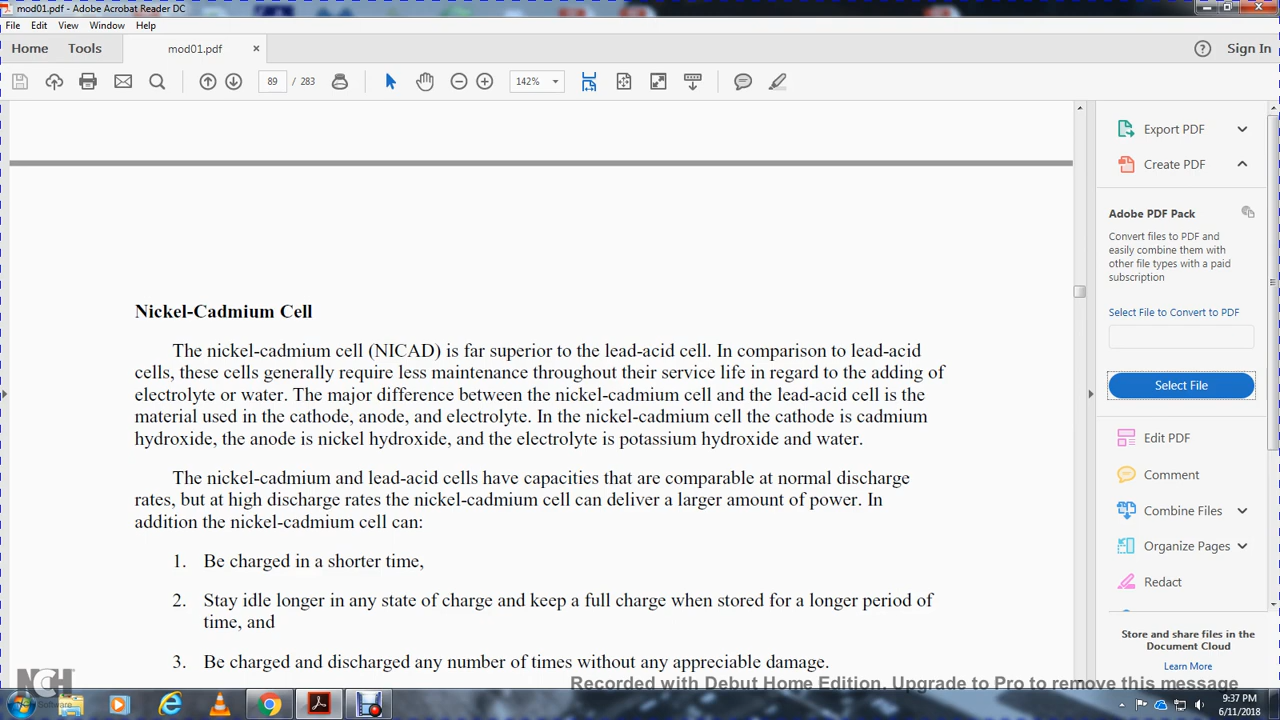 mod01.pdf - Adobe Acrobat Reader DC
File Edit View Window Help
Home Tools mod01.pdf × ? Sign In
89 / 283 142%
Nickel-Cadmium Cell
The nickel-cadmium cell (NICAD) is far superior to the lead-acid cell. In comparison to lead-acid
cells, these cells generally require less maintenance throughout their service life in regard to the adding of
electrolyte or water. The major difference between the nickel-cadmium cell and the lead-acid cell is the
material used in the cathode, anode, and electrolyte. In the nickel-cadmium cell the cathode is cadmium
hydroxide, the anode is nickel hydroxide, and the electrolyte is potassium hydroxide and water.
The nickel-cadmium and lead-acid cells have capacities that are comparable at normal discharge
rates, but at high discharge rates the nickel-cadmium cell can deliver a larger amount of power. In
addition the nickel-cadmium cell can:
1. Be charged in a shorter time,
2. Stay idle longer in any state of charge and keep a full charge when stored for a longer period of
time, and
3. Be charged and discharged any number of times without any appreciable damage.
Export PDF
Create PDF
Adobe PDF Pack
Convert files to PDF and
easily combine them with
other file types with a paid
subscription
Select File to Convert to PDF
Select File
Edit PDF
Comment
Combine Files
Organize Pages
Redact
Store and share files in the
Document Cloud
Learn More
NCH
Software
Recorded with Debut Home Edition. Upgrade to Pro to remove this message
9:37 PM
6/11/2018